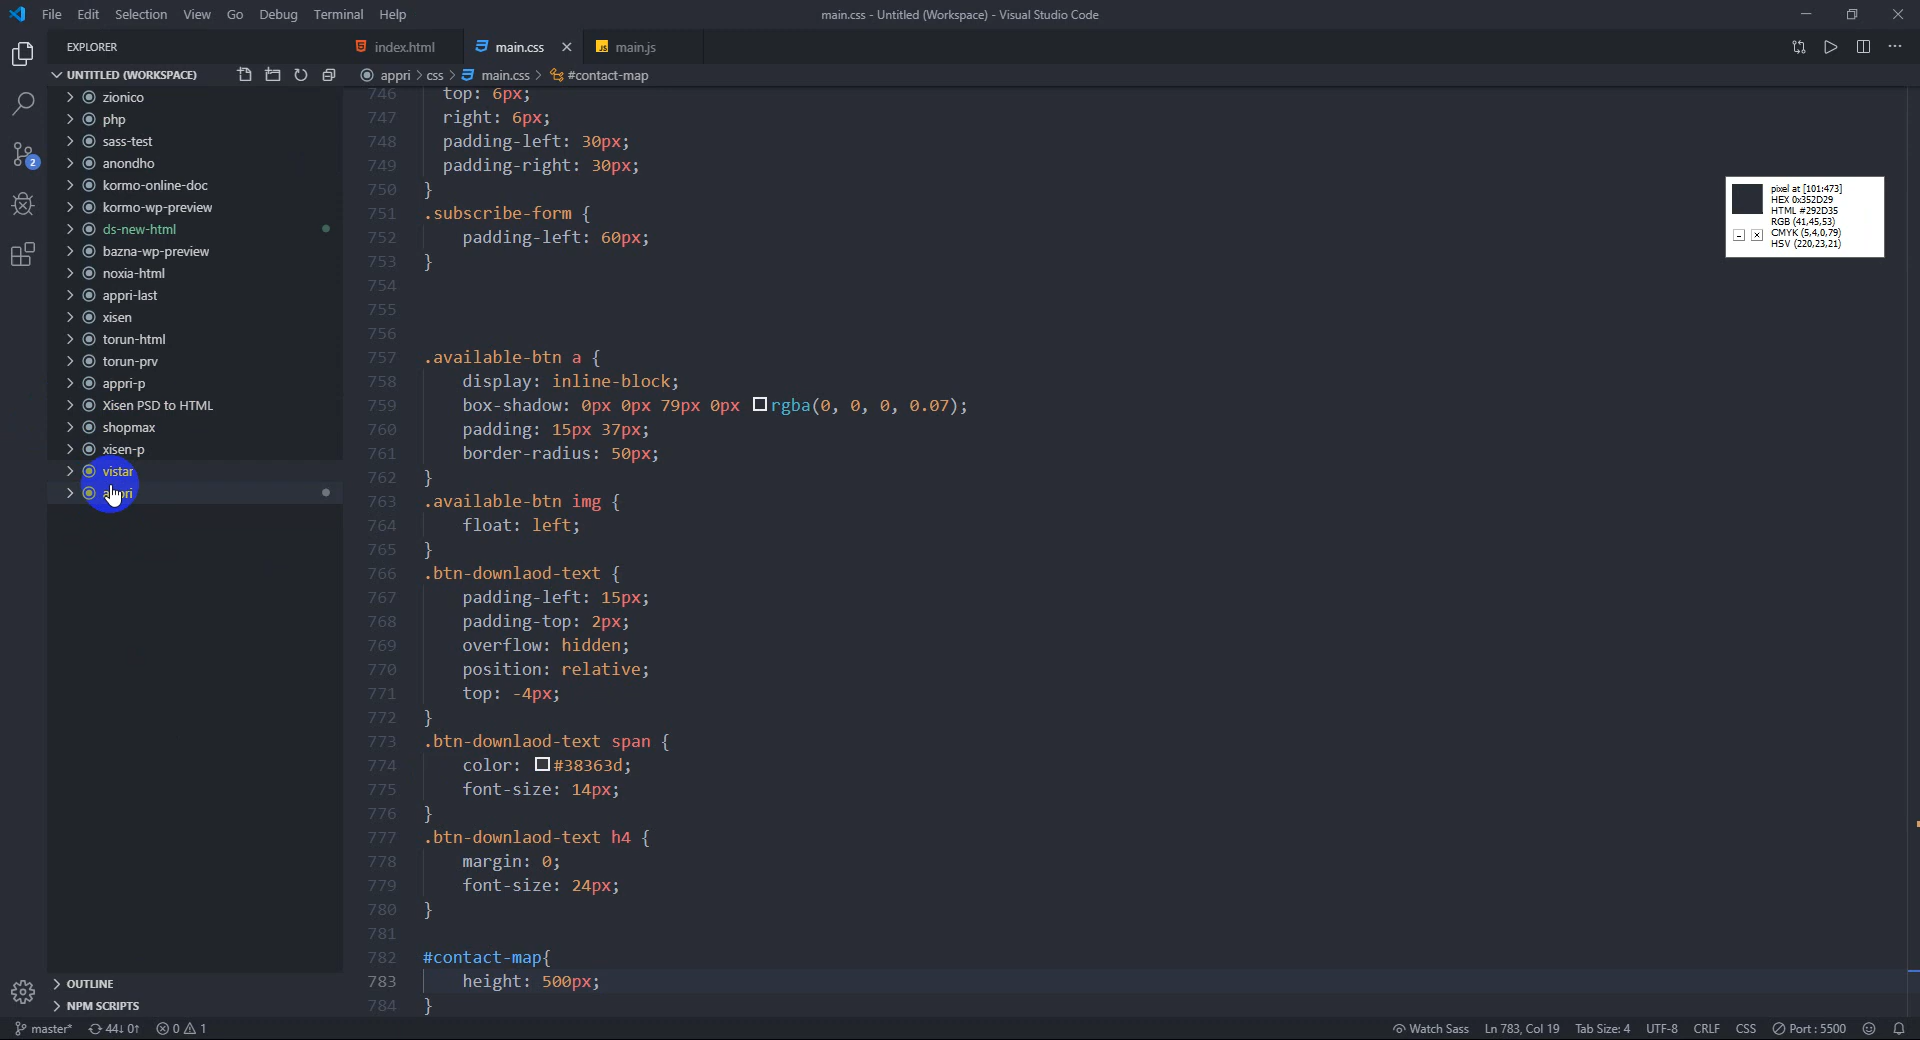 File Edit Selection View Go Debug Terminal Help
main.css - Untitled (Workspace) - Visual Studio Code
EXPLORER
index.html
main.css
JS main.js
UNTITLED (WORKSPACE)
appri > css > main.css > #contact-map
zionico
php
sass-test
anondho
kormo-online-doc
kormo-wp-preview
ds-new-html
bazna-wp-preview
noxia-html
appri-last
xisen
torun-html
torun-prv
appri-p
Xisen PSD to HTML
shopmax
xisen-p
vistar
appri
2
OUTLINE
NPM SCRIPTS
746 top: 6px;
747 right: 6px;
748 padding-left: 30px;
749 padding-right: 30px;
750 }
751 .subscribe-form {
752 padding-left: 60px;
753 }
754
755
756
757 .available-btn a {
758 display: inline-block;
759 box-shadow: 0px 0px 79px 0px rgba(0, 0, 0, 0.07);
760 padding: 15px 37px;
761 border-radius: 50px;
762 }
763 .available-btn img {
764 float: left;
765 }
766 .btn-downlaod-text {
767 padding-left: 15px;
768 padding-top: 2px;
769 overflow: hidden;
770 position: relative;
771 top: -4px;
772 }
773 .btn-downlaod-text span {
774 color: #38363d;
775 font-size: 14px;
776 }
777 .btn-downlaod-text h4 {
778 margin: 0;
779 font-size: 24px;
780 }
781
782 #contact-map{
783 height: 500px;
784 }
pixel at [101:473]
HEX 0x352D29
HTML #292D35
RGB (41,45,53)
CMYK (5,4,0,79)
HSV (220,23,21)
master* 44↓ 0↑ 0 1
Watch Sass Ln 783, Col 19 Tab Size: 4 UTF-8 CRLF CSS Port : 5500